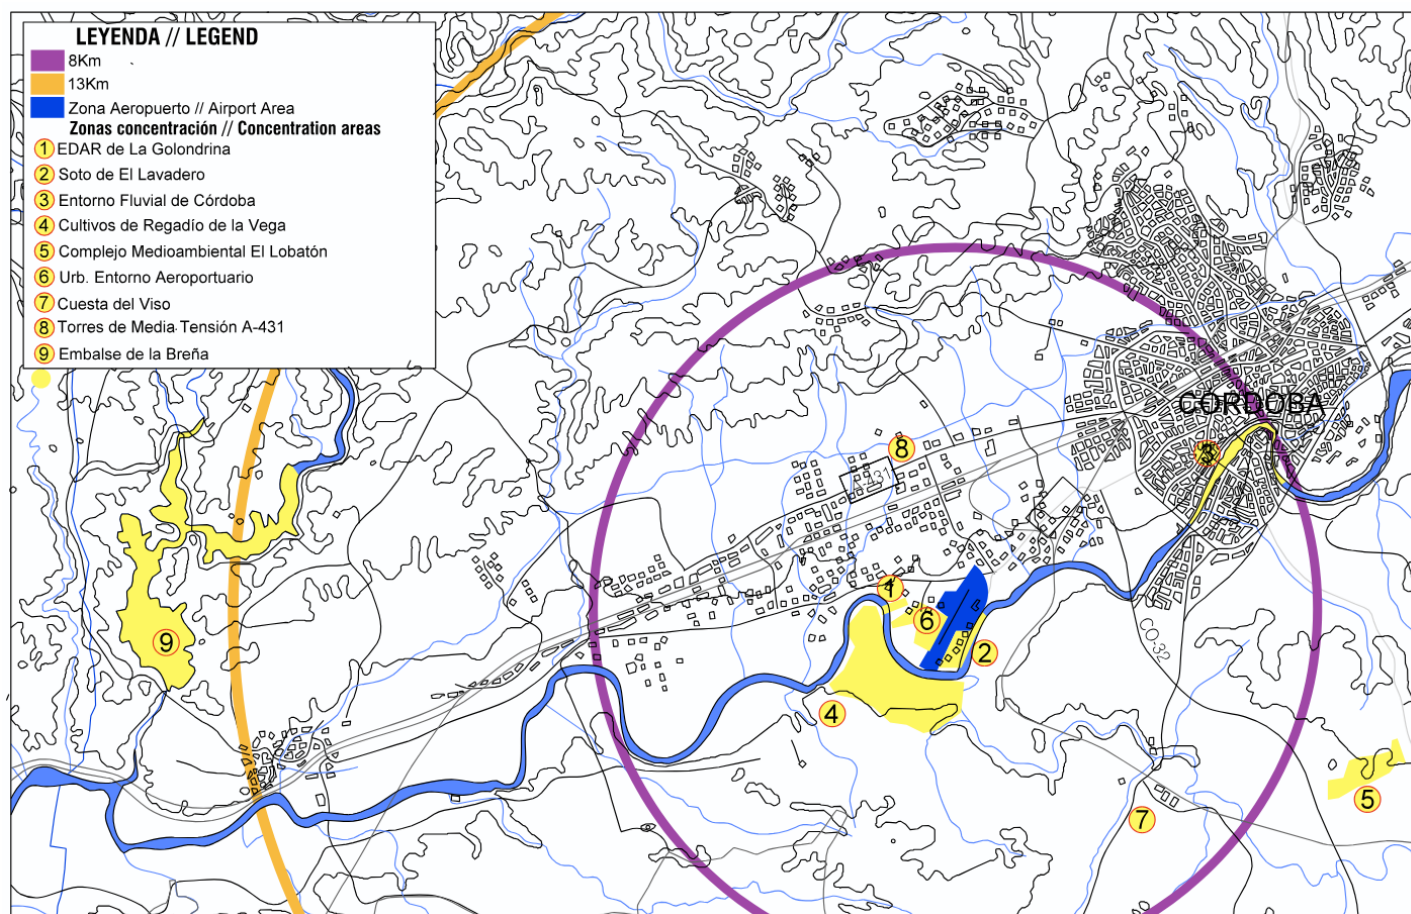 LEYENDA // LEGEND
8Km
13Km
Zona Aeropuerto // Airport Area
Zonas concentración // Concentration areas
1 EDAR de La Golondrina
2 Soto de El Lavadero
3 Entorno Fluvial de Córdoba
4 Cultivos de Regadío de la Vega
5 Complejo Medioambiental El Lobatón
6 Urb. Entorno Aeroportuario
7 Cuesta del Viso
8 Torres de Media Tensión A-431
9 Embalse de la Breña
CORDOBA
8
3
A-431
1
6
9
2
CO-32
4
5
7